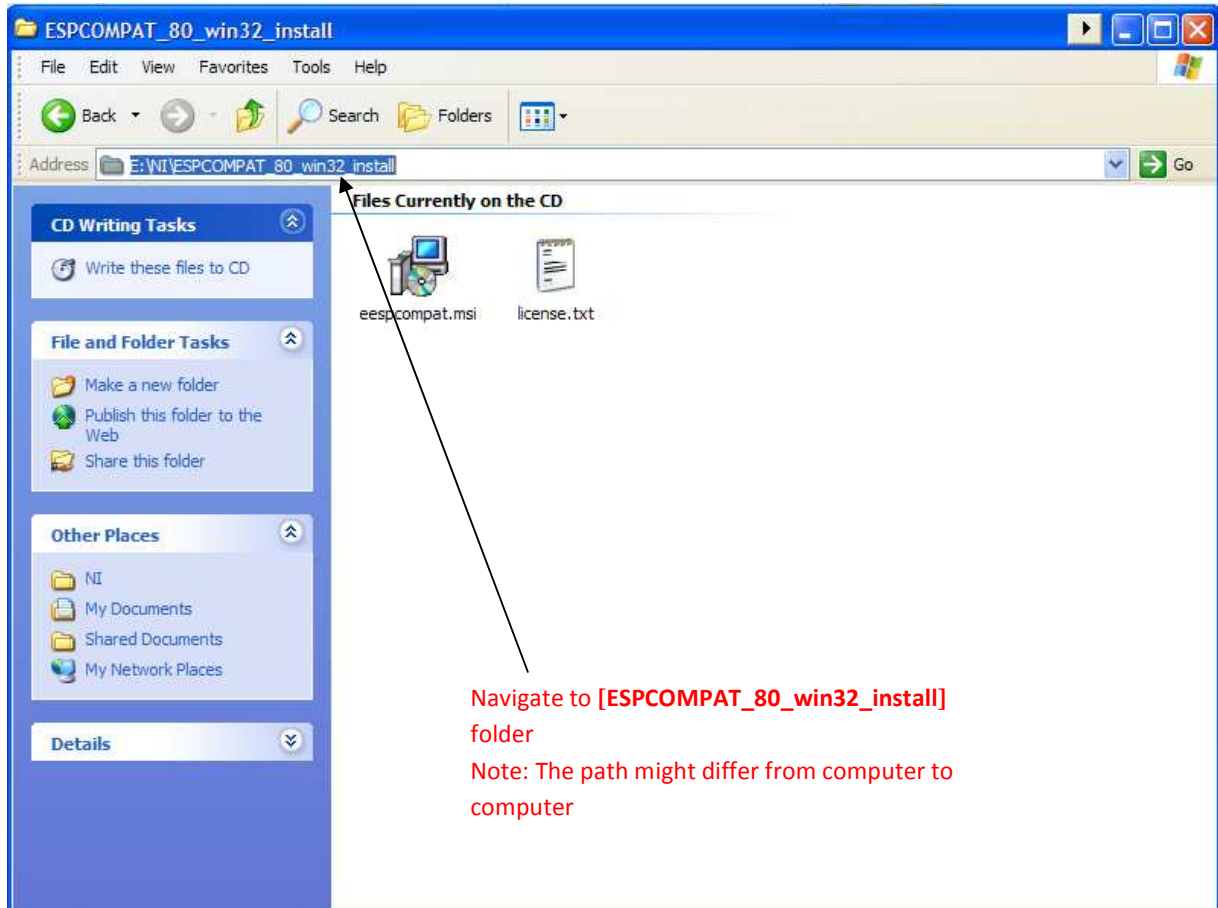 ESPCOMPAT_80_win32_install
File Edit View Favorites Tools Help
Back Search Folders
Address E:\NI\ESPCOMPAT_80_win32_install Go
CD Writing Tasks
Write these files to CD
File and Folder Tasks
Make a new folder
Publish this folder to the
Web
Share this folder
Other Places
NI
My Documents
Shared Documents
My Network Places
Details
Files Currently on the CD
eespcompat.msi license.txt
Navigate to [ESPCOMPAT_80_win32_install]
folder
Note: The path might differ from computer to
computer